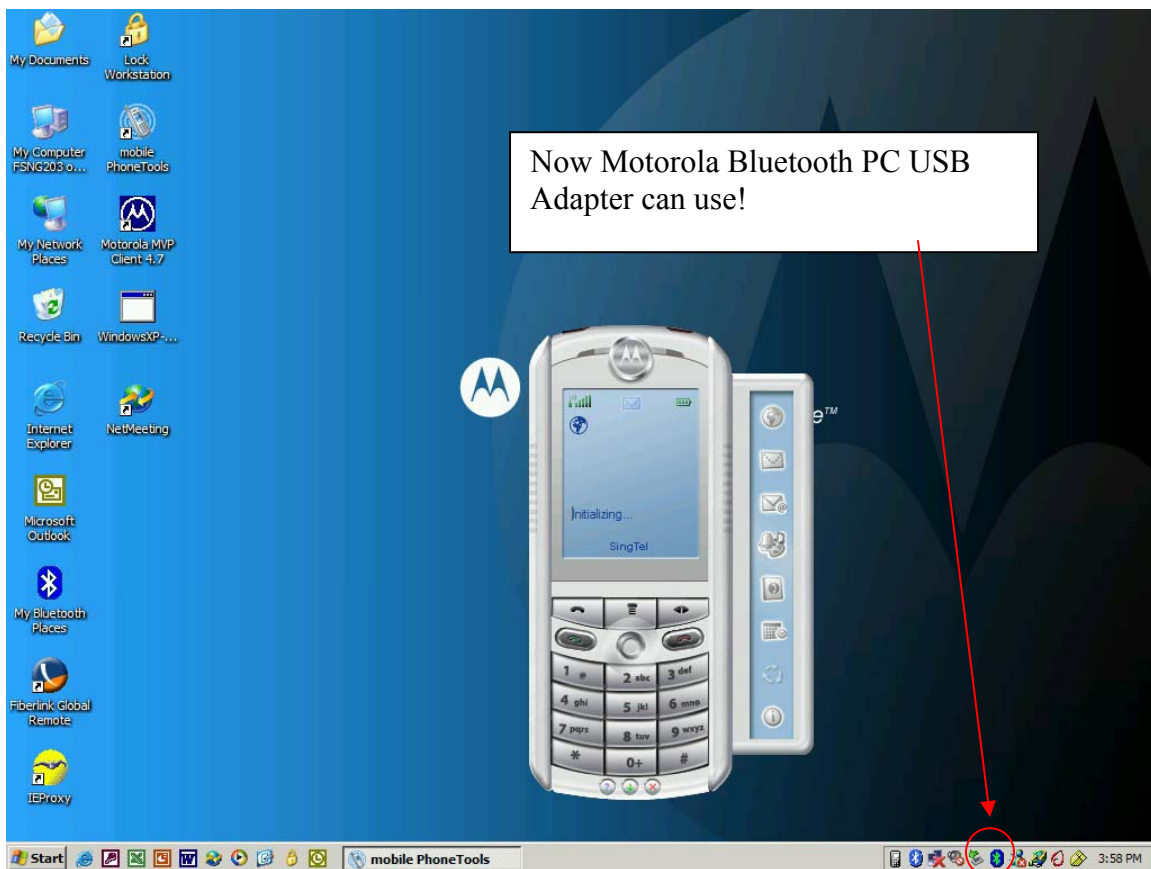 My Documents
Lock
Workstation
My Computer
FSNG203 o...
mobile
PhoneTools
Now Motorola Bluetooth PC USB
Adapter can use!
My Network
Places
Motorola MVP
Client 4.7
Recycle Bin
WindowsXP-...
Internet
Explorer
NetMeeting
e™
Initializing...
SingTel
Microsoft
Outlook
My Bluetooth
Places
1
2 abc
3 def
4 ghi
5 jkl
6 mno
7 pqrs
8 tuv
9 wxyz
*
0+
#
Fiberlink Global
Remote
IEProxy
Start
mobile PhoneTools
3:58 PM